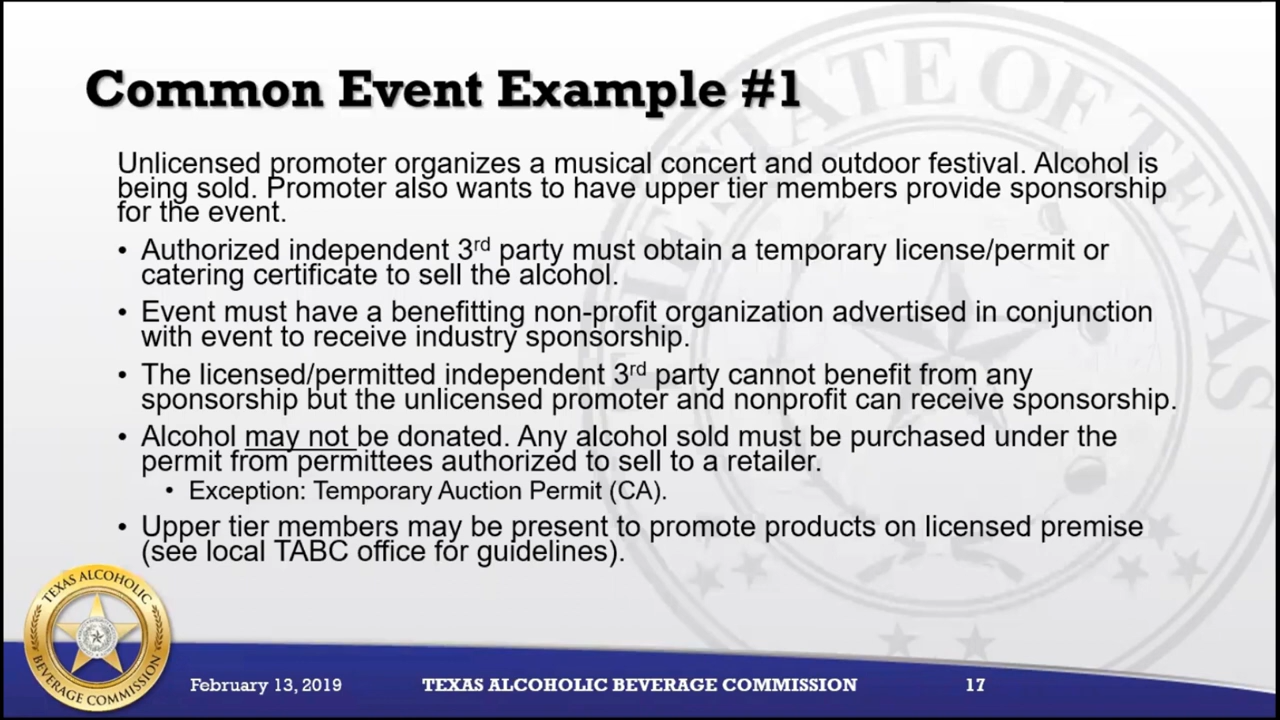 Common Event Example #1
Unlicensed promoter organizes a musical concert and outdoor festival. Alcohol is
being sold. Promoter also wants to have upper tier members provide sponsorship
for the event.
• Authorized independent 3rd party must obtain a temporary license/permit or
catering certificate to sell the alcohol.
• Event must have a benefitting non-profit organization advertised in conjunction
with event to receive industry sponsorship.
• The licensed/permitted independent 3rd party cannot benefit from any
sponsorship but the unlicensed promoter and nonprofit can receive sponsorship.
• Alcohol may not be donated. Any alcohol sold must be purchased under the
permit from permittees authorized to sell to a retailer.
• Exception: Temporary Auction Permit (CA).
• Upper tier members may be present to promote products on licensed premise
(see local TABC office for guidelines).
TEXAS ALCOHOLIC
BEVERAGE COMMISSION
February 13, 2019
TEXAS ALCOHOLIC BEVERAGE COMMISSION
17
STATE OF TEXAS